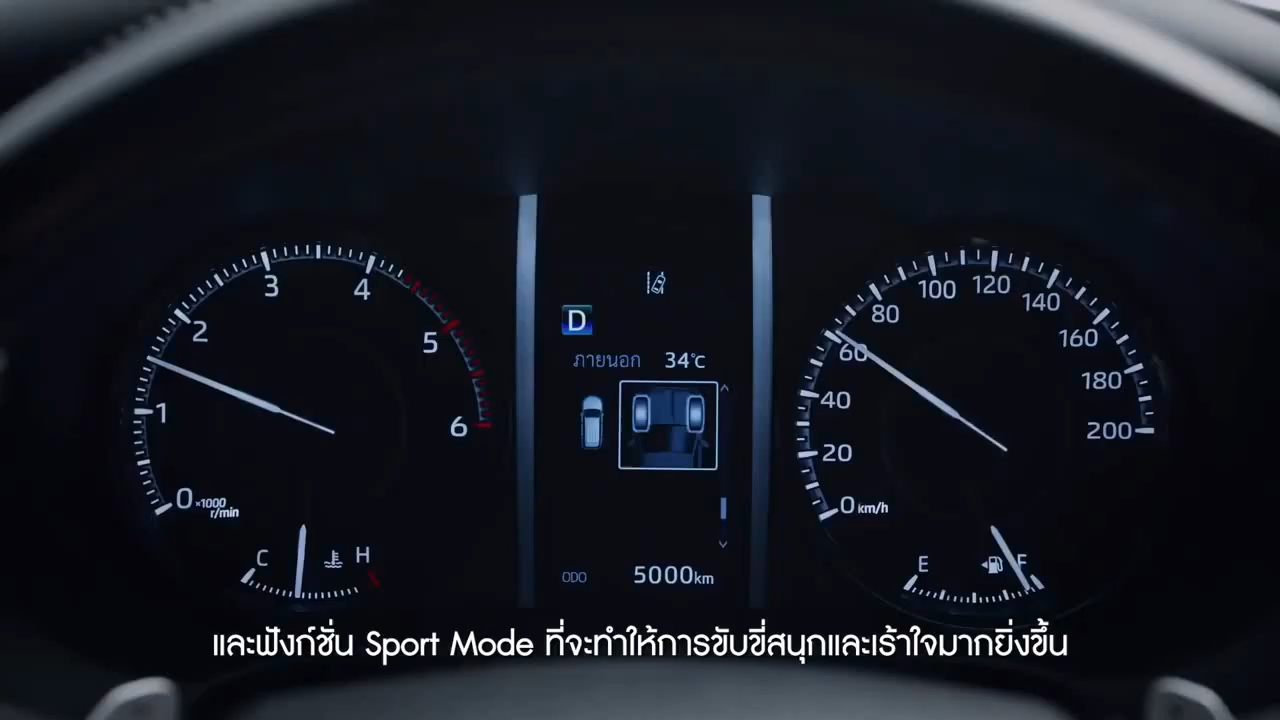 0
1
2
3
4
5
6
×1000
r/min
C
H
D
ภายนอก 34°C
ODO 5000km
0 km/h
20
40
60
80
100
120
140
160
180
200
E
F
และฟังก์ชั่น Sport Mode ที่จะทำให้การขับขี่สนุกและเร้าใจมากยิ่งขึ้น